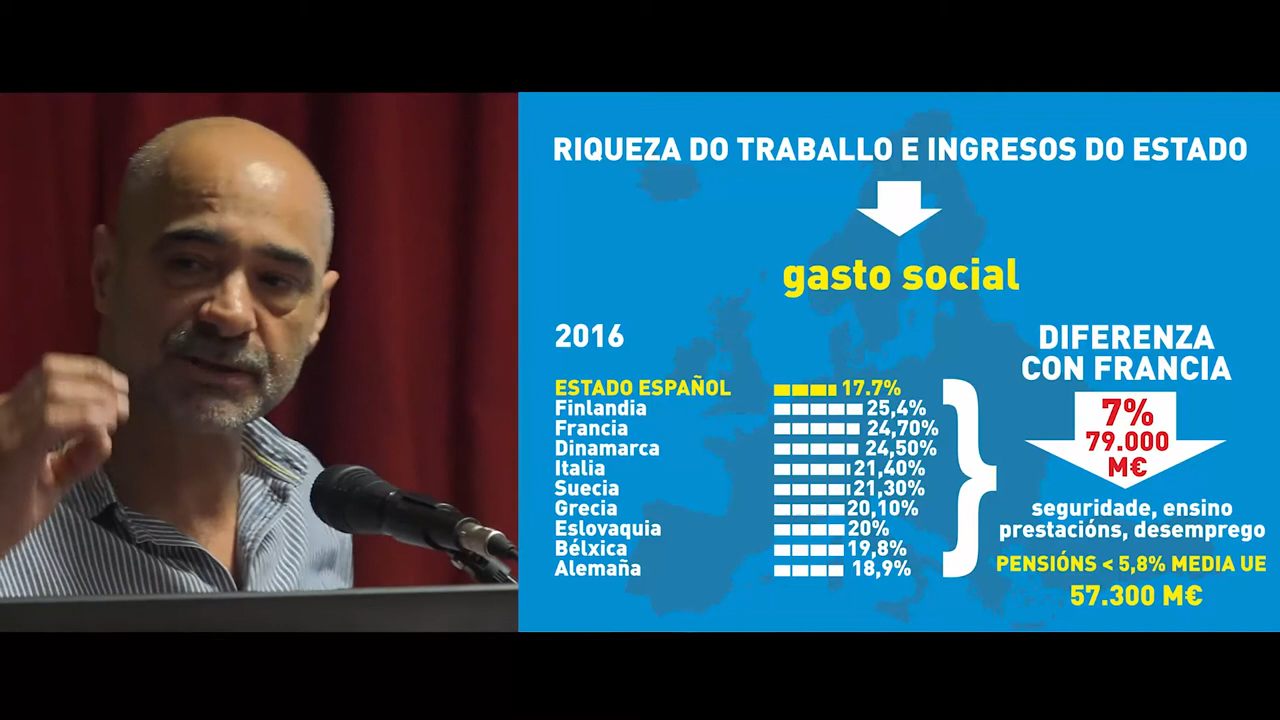 RIQUEZA DO TRABALLO E INGRESOS DO ESTADO
gasto social
2016
ESTADO ESPAÑOL 17.7%
Finlandia 25,4%
Francia 24,70%
Dinamarca 24,50%
Italia 21,40%
Suecia 21,30%
Grecia 20,10%
Eslovaquia 20%
Bélxica 19,8%
Alemaña 18,9%
DIFERENZA
CON FRANCIA
7%
79.000
M€
seguridade, ensino
prestacións, desemprego
PENSIÓNS < 5,8% MEDIA UE
57.300 M€